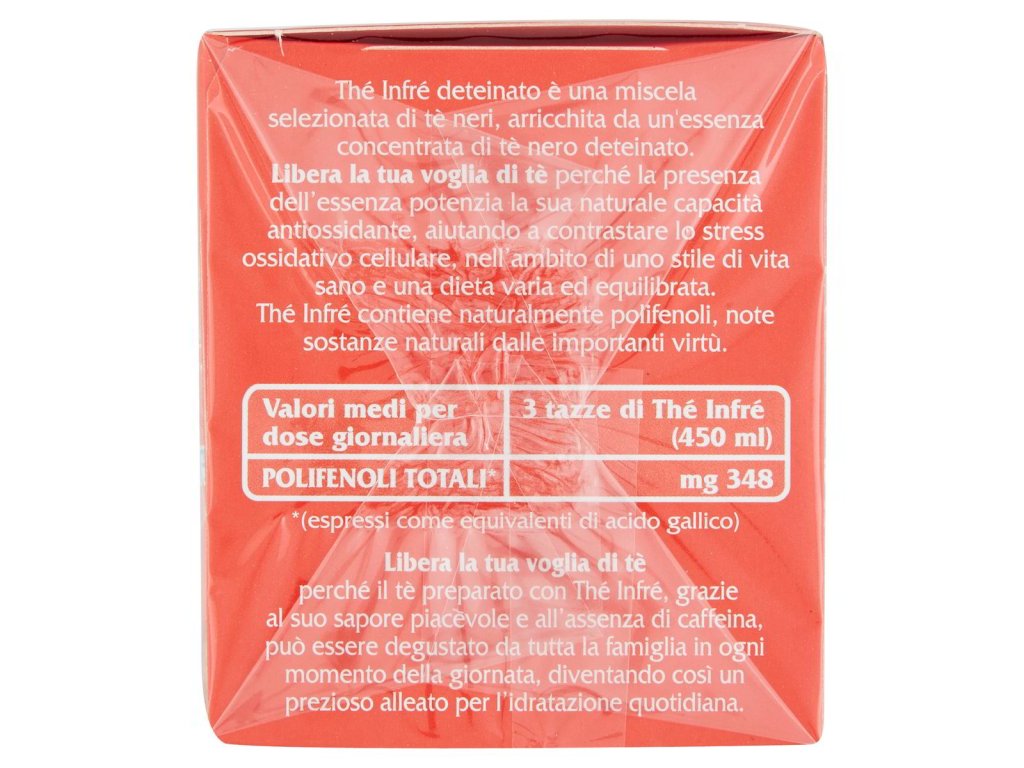 Thé Infré deteinato è una miscela
selezionata di tè neri, arricchita da un'essenza
concentrata di tè nero deteinato.
Libera la tua voglia di tè perché la presenza
dell'essenza potenzia la sua naturale capacità
antiossidante, aiutando a contrastare lo stress
ossidativo cellulare, nell'ambito di uno stile di vita
sano e una dieta varia ed equilibrata.
Thé Infré contiene naturalmente polifenoli, note
sostanze naturali dalle importanti virtù.
Valori medi per 3 tazze di Thé Infré
dose giornaliera (450 ml)
POLIFENOLI TOTALI* mg 348
*(espressi come equivalenti di acido gallico)
Libera la tua voglia di tè
perché il tè preparato con Thé Infré, grazie
al suo sapore piacevole e all'assenza di caffeina,
può essere degustato da tutta la famiglia in ogni
momento della giornata, diventando così un
prezioso alleato per l'idratazione quotidiana.